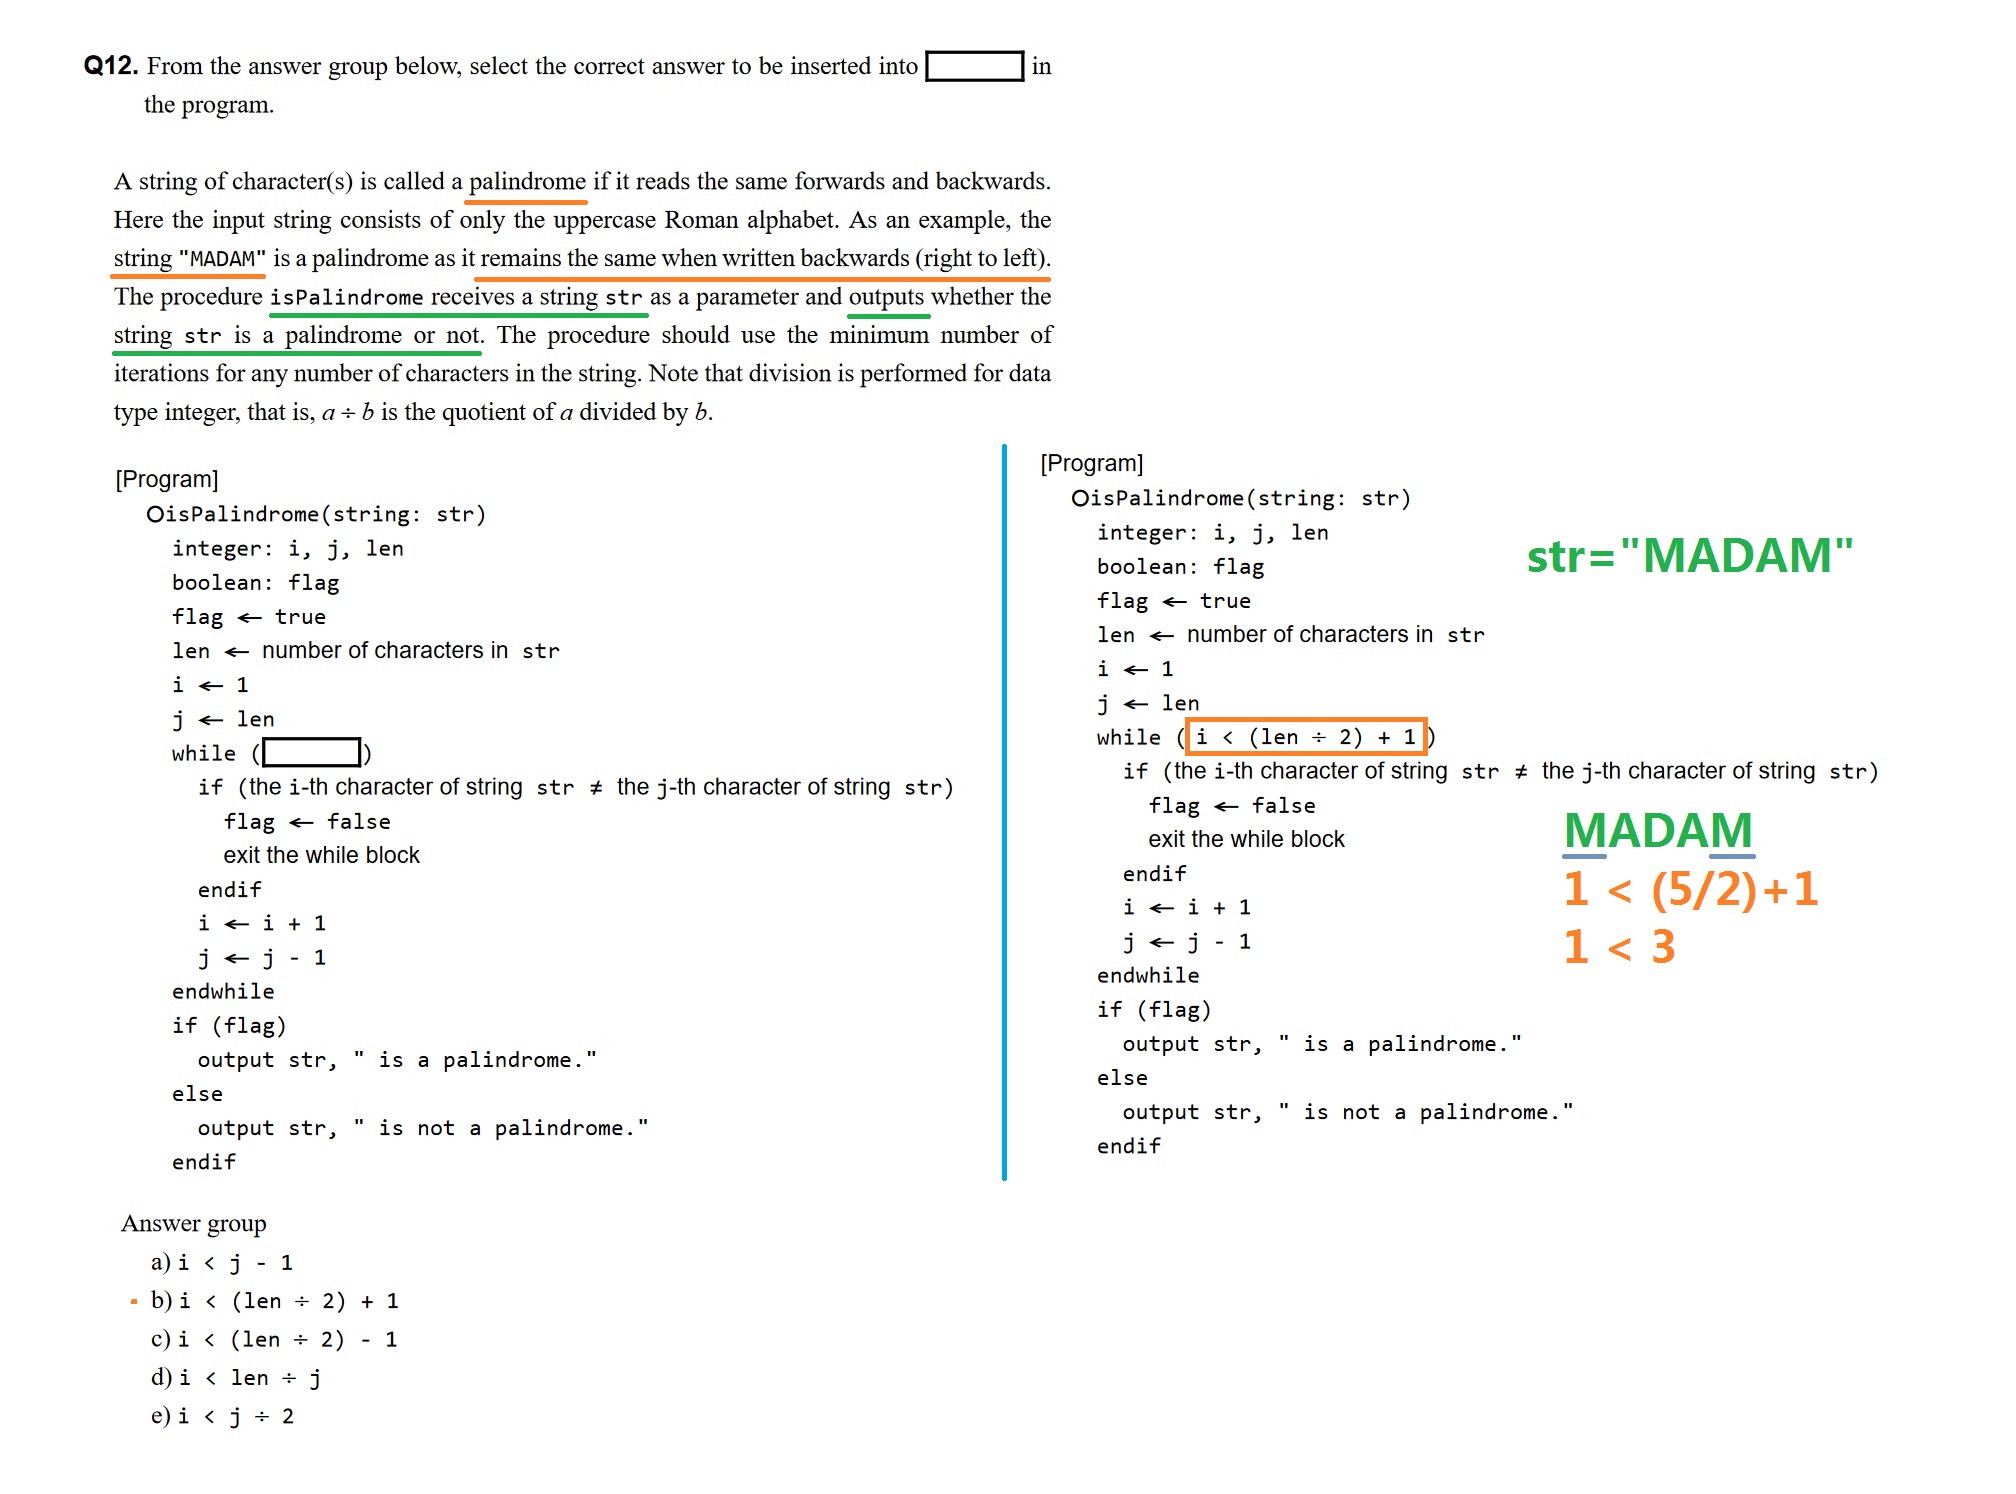 Q12. From the answer group below, select the correct answer to be inserted into in
the program.
A string of character(s) is called a palindrome if it reads the same forwards and backwards.
Here the input string consists of only the uppercase Roman alphabet. As an example, the
string "MADAM" is a palindrome as it remains the same when written backwards (right to left).
The procedure isPalindrome receives a string str as a parameter and outputs whether the
string str is a palindrome or not. The procedure should use the minimum number of
iterations for any number of characters in the string. Note that division is performed for data
type integer, that is, a ÷ b is the quotient of a divided by b.
[Program]
○isPalindrome(string: str)
integer: i, j, len
boolean: flag
flag ← true
len ← number of characters in str
i ← 1
j ← len
while ( )
if (the i-th character of string str ≠ the j-th character of string str)
flag ← false
exit the while block
endif
i ← i + 1
j ← j - 1
endwhile
if (flag)
output str, " is a palindrome."
else
output str, " is not a palindrome."
endif
Answer group
a) i < j - 1
b) i < (len ÷ 2) + 1
c) i < (len ÷ 2) - 1
d) i < len ÷ j
e) i < j ÷ 2
[Program]
○isPalindrome(string: str)
integer: i, j, len
boolean: flag
flag ← true
len ← number of characters in str
i ← 1
j ← len
while ( i < (len ÷ 2) + 1 )
if (the i-th character of string str ≠ the j-th character of string str)
flag ← false
exit the while block
endif
i ← i + 1
j ← j - 1
endwhile
if (flag)
output str, " is a palindrome."
else
output str, " is not a palindrome."
endif
str="MADAM"
MADAM
1 < (5/2)+1
1 < 3